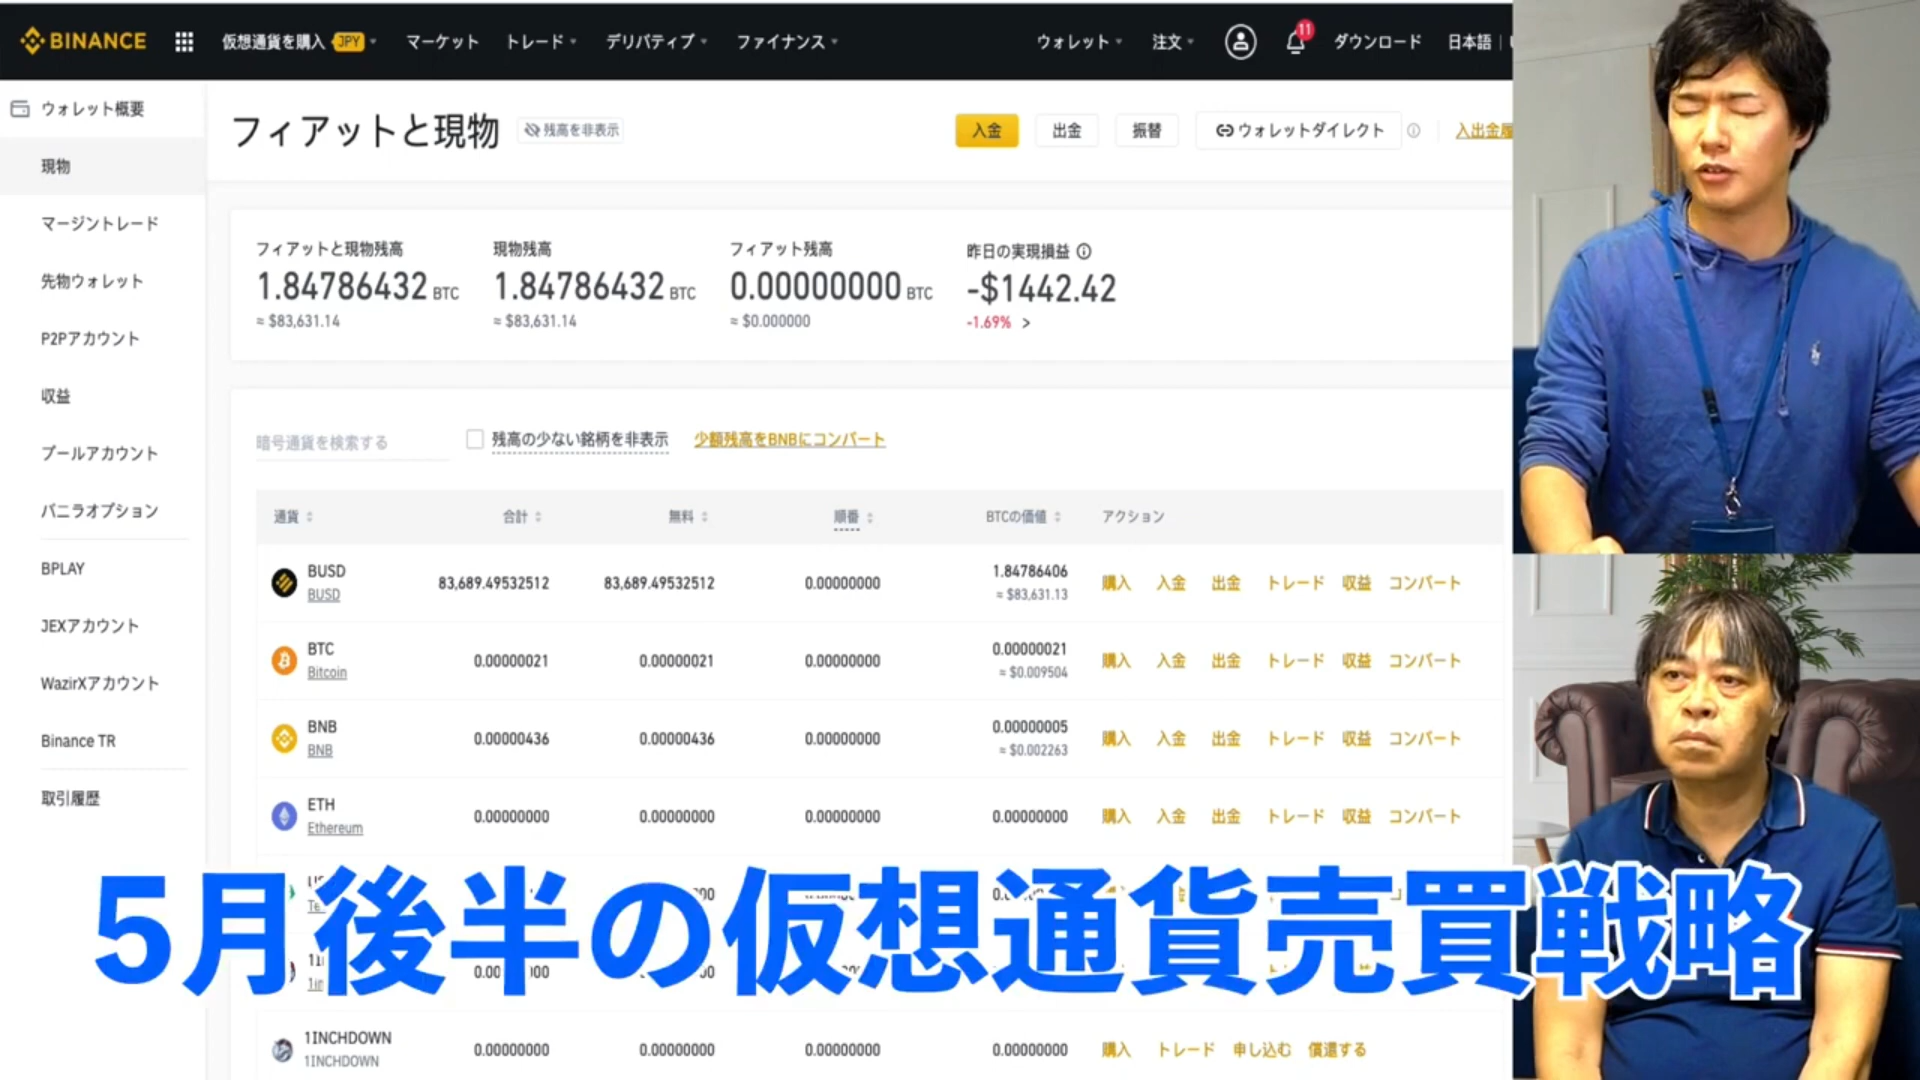 BINANCE 仮想通貨を購入 JPY マーケット トレード デリバティブ ファイナンス ウォレット 注文 11 ダウンロード 日本語
ウォレット概要
現物
マージントレード
先物ウォレット
P2Pアカウント
収益
プールアカウント
バニラオプション
BPLAY
JEXアカウント
WazirXアカウント
Binance TR
取引履歴
フィアットと現物 残高を非表示 入金 出金 振替 ウォレットダイレクト 入出金
フィアットと現物残高 現物残高 フィアット残高 昨日の実現損益
1.84786432 BTC 1.84786432 BTC 0.00000000 BTC -$1442.42
≈ $83,631.14 ≈ $83,631.14 ≈ $0.000000 -1.69% >
暗号通貨を検索する 残高の少ない銘柄を非表示 少額残高をBNBにコンバート
通貨 合計 無料 順番 BTCの価値 アクション
BUSD 83,689.49532512 83,689.49532512 0.00000000 1.84786406 購入 入金 出金 トレード 収益 コンバート
BUSD ≈ $83,631.13
BTC 0.00000021 0.00000021 0.00000000 0.00000021 購入 入金 出金 トレード 収益 コンバート
Bitcoin ≈ $0.009504
BNB 0.00000436 0.00000436 0.00000000 0.00000005 購入 入金 出金 トレード 収益 コンバート
BNB ≈ $0.002263
ETH 0.00000000 0.00000000 0.00000000 0.00000000 購入 入金 出金 トレード 収益 コンバート
Ethereum
5月後半の仮想通貨売買戦略
1INCHDOWN 0.00000000 0.00000000 0.00000000 0.00000000 購入 トレード 申し込む 償還する
1INCHDOWN